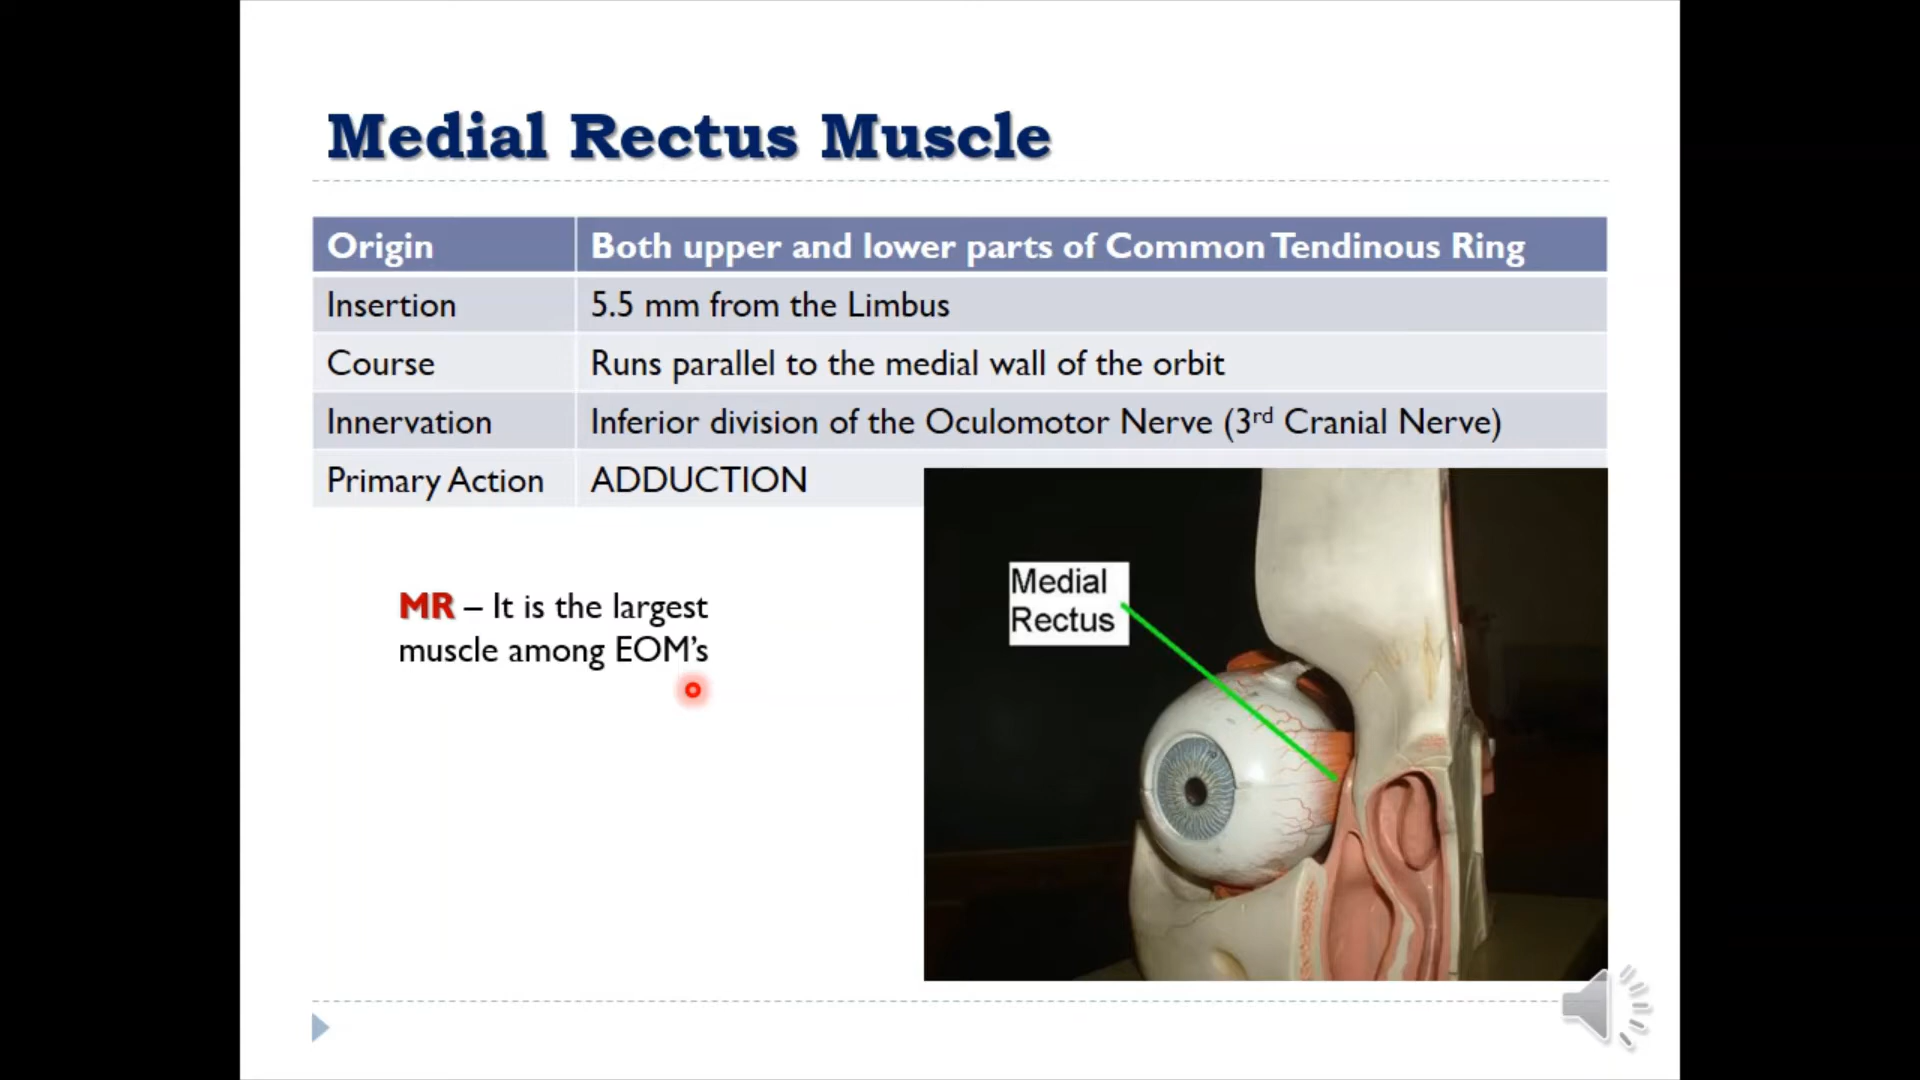 Medial Rectus Muscle
Origin Both upper and lower parts of Common Tendinous Ring
Insertion 5.5 mm from the Limbus
Course Runs parallel to the medial wall of the orbit
Innervation Inferior division of the Oculomotor Nerve (3rd Cranial Nerve)
Primary Action ADDUCTION
MR – It is the largest
muscle among EOM's
Medial
Rectus